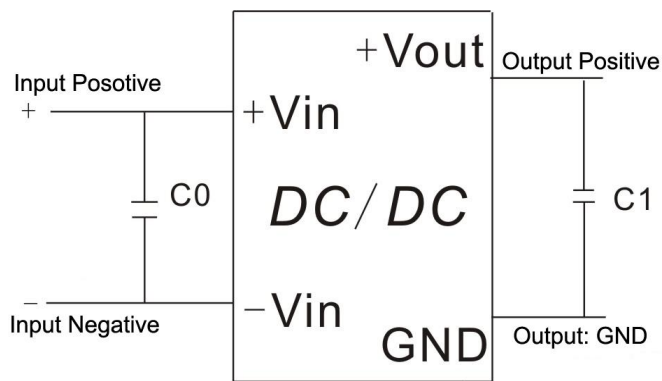 +Vout
Output Positive
Input Posotive
+
+Vin
C0
DC/DC
C1
−
−Vin
Input Negative
GND
Output: GND